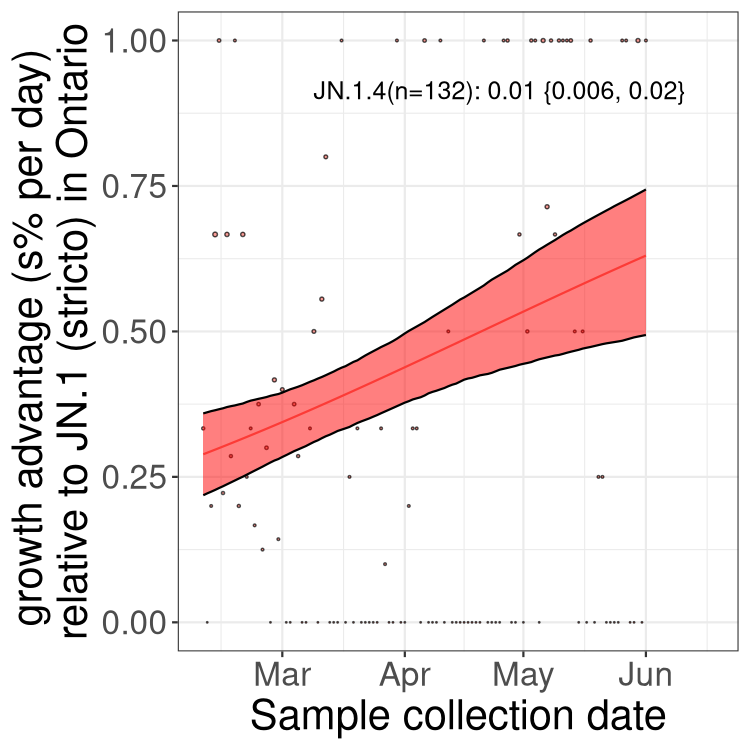 growth advantage (s% per day)
relative to JN.1 (stricto) in Ontario
1.00
0.75
0.50
0.25
0.00
JN.1.4(n=132): 0.01 {0.006, 0.02}
Mar Apr May Jun
Sample collection date